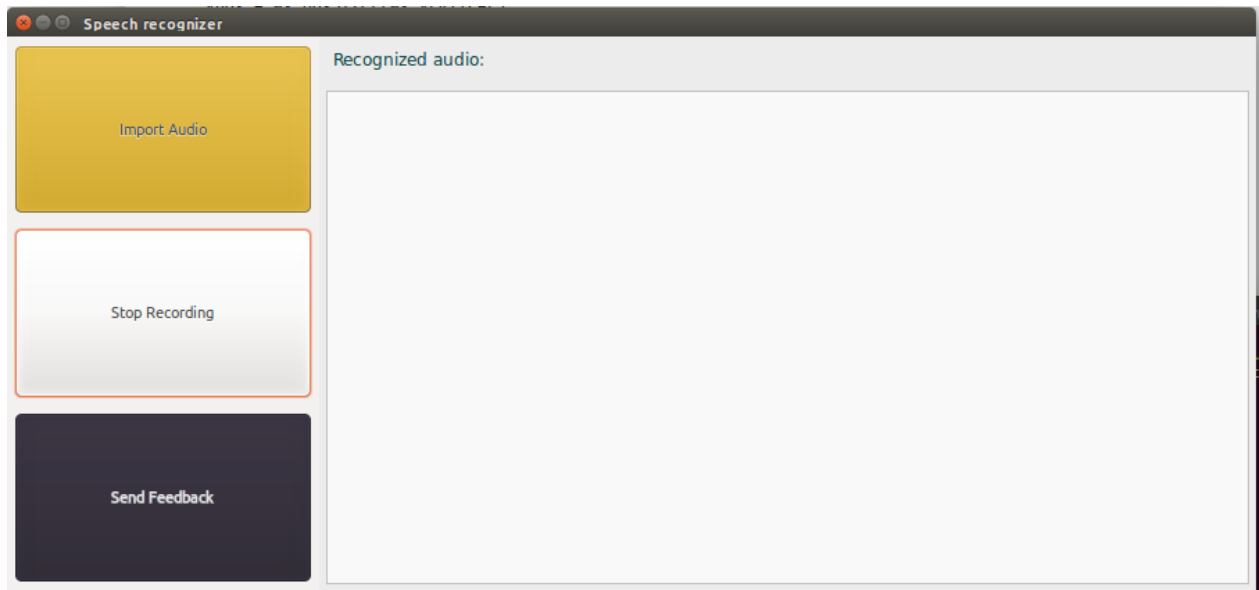 Speech recognizer
Recognized audio:
Import Audio
Stop Recording
Send Feedback